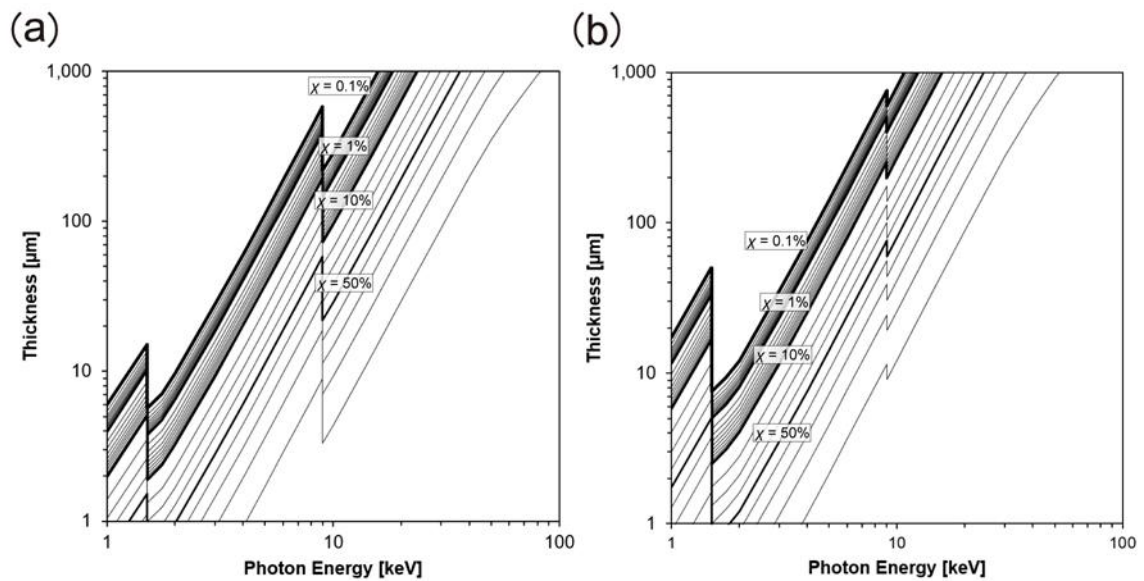 (a)
1,000
100
10
1
Thickness [µm]
χ = 0.1%
χ = 1%
χ = 10%
χ = 50%
1
10
100
Photon Energy [keV]
(b)
1,000
100
10
1
Thickness [µm]
χ = 0.1%
χ = 1%
χ = 10%
χ = 50%
1
10
100
Photon Energy [keV]